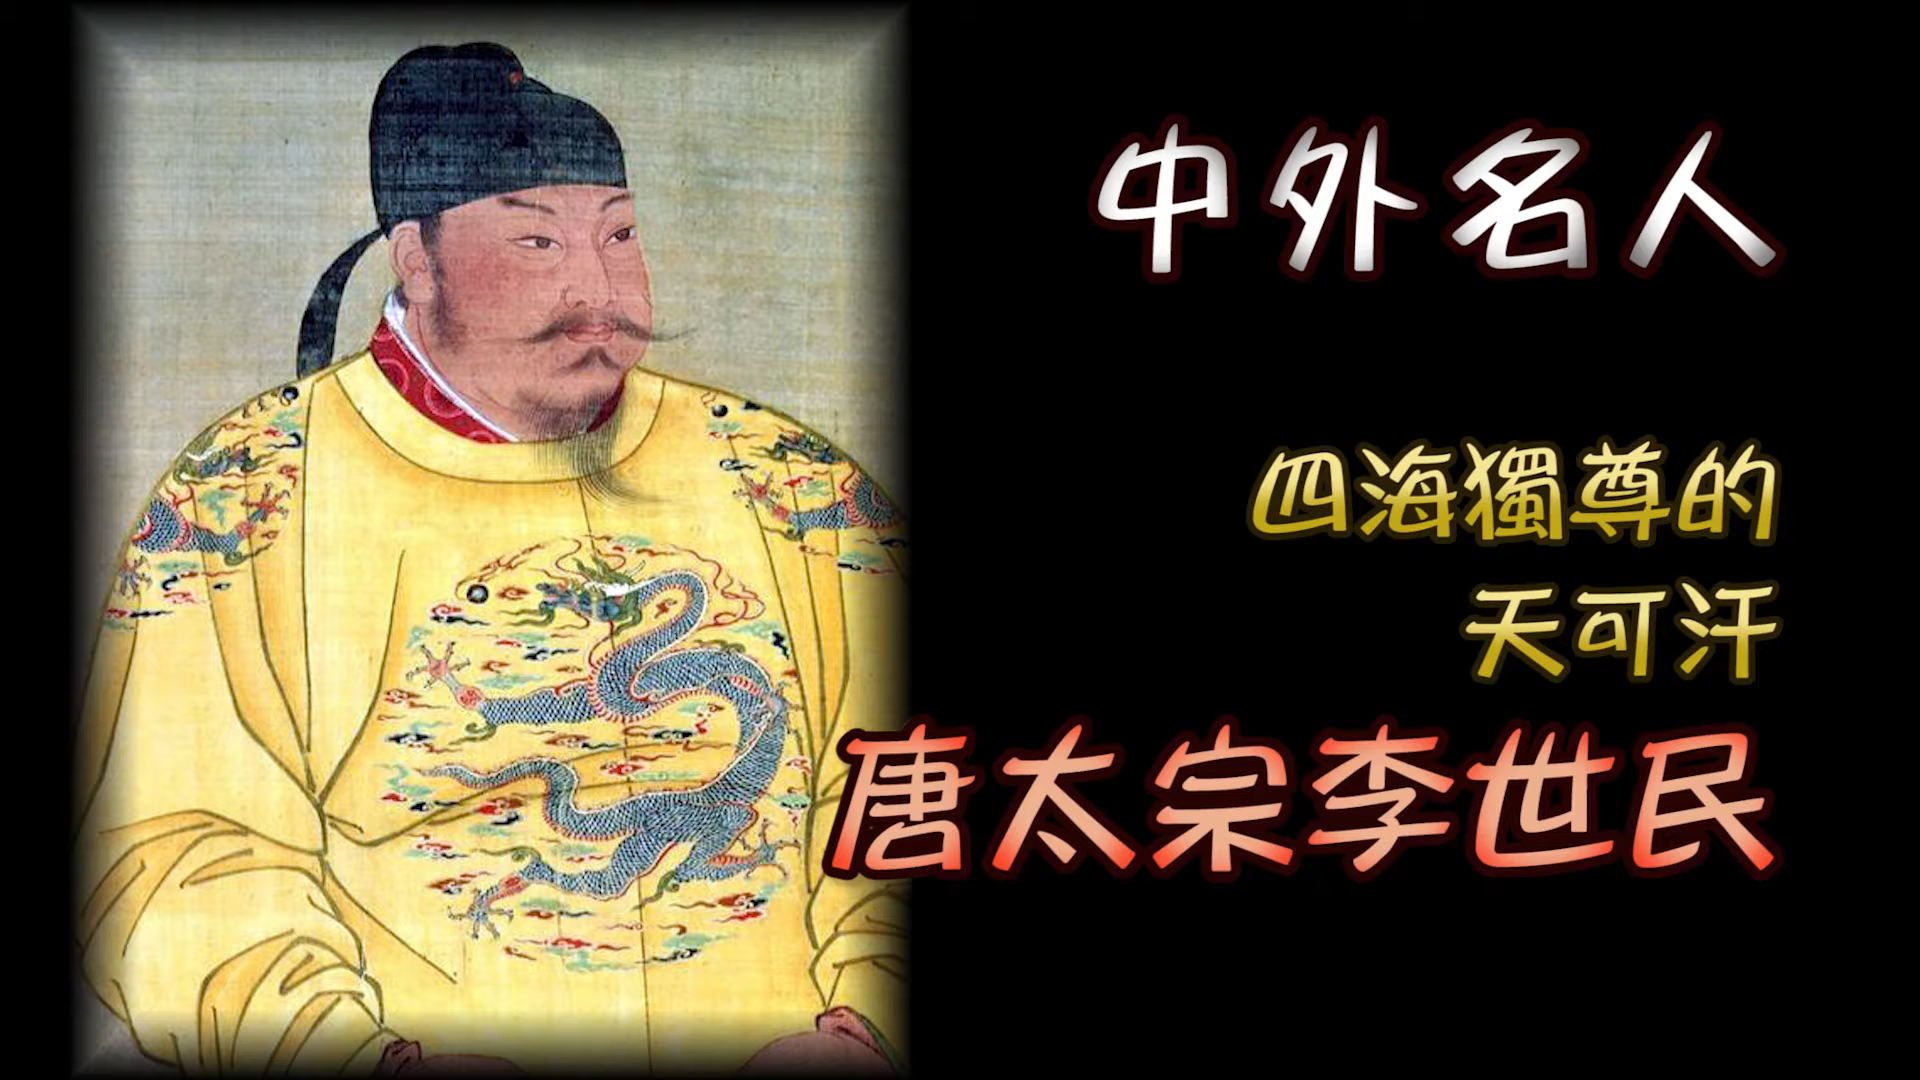 中外名人
四海獨尊的
天可汗
唐太宗李世民